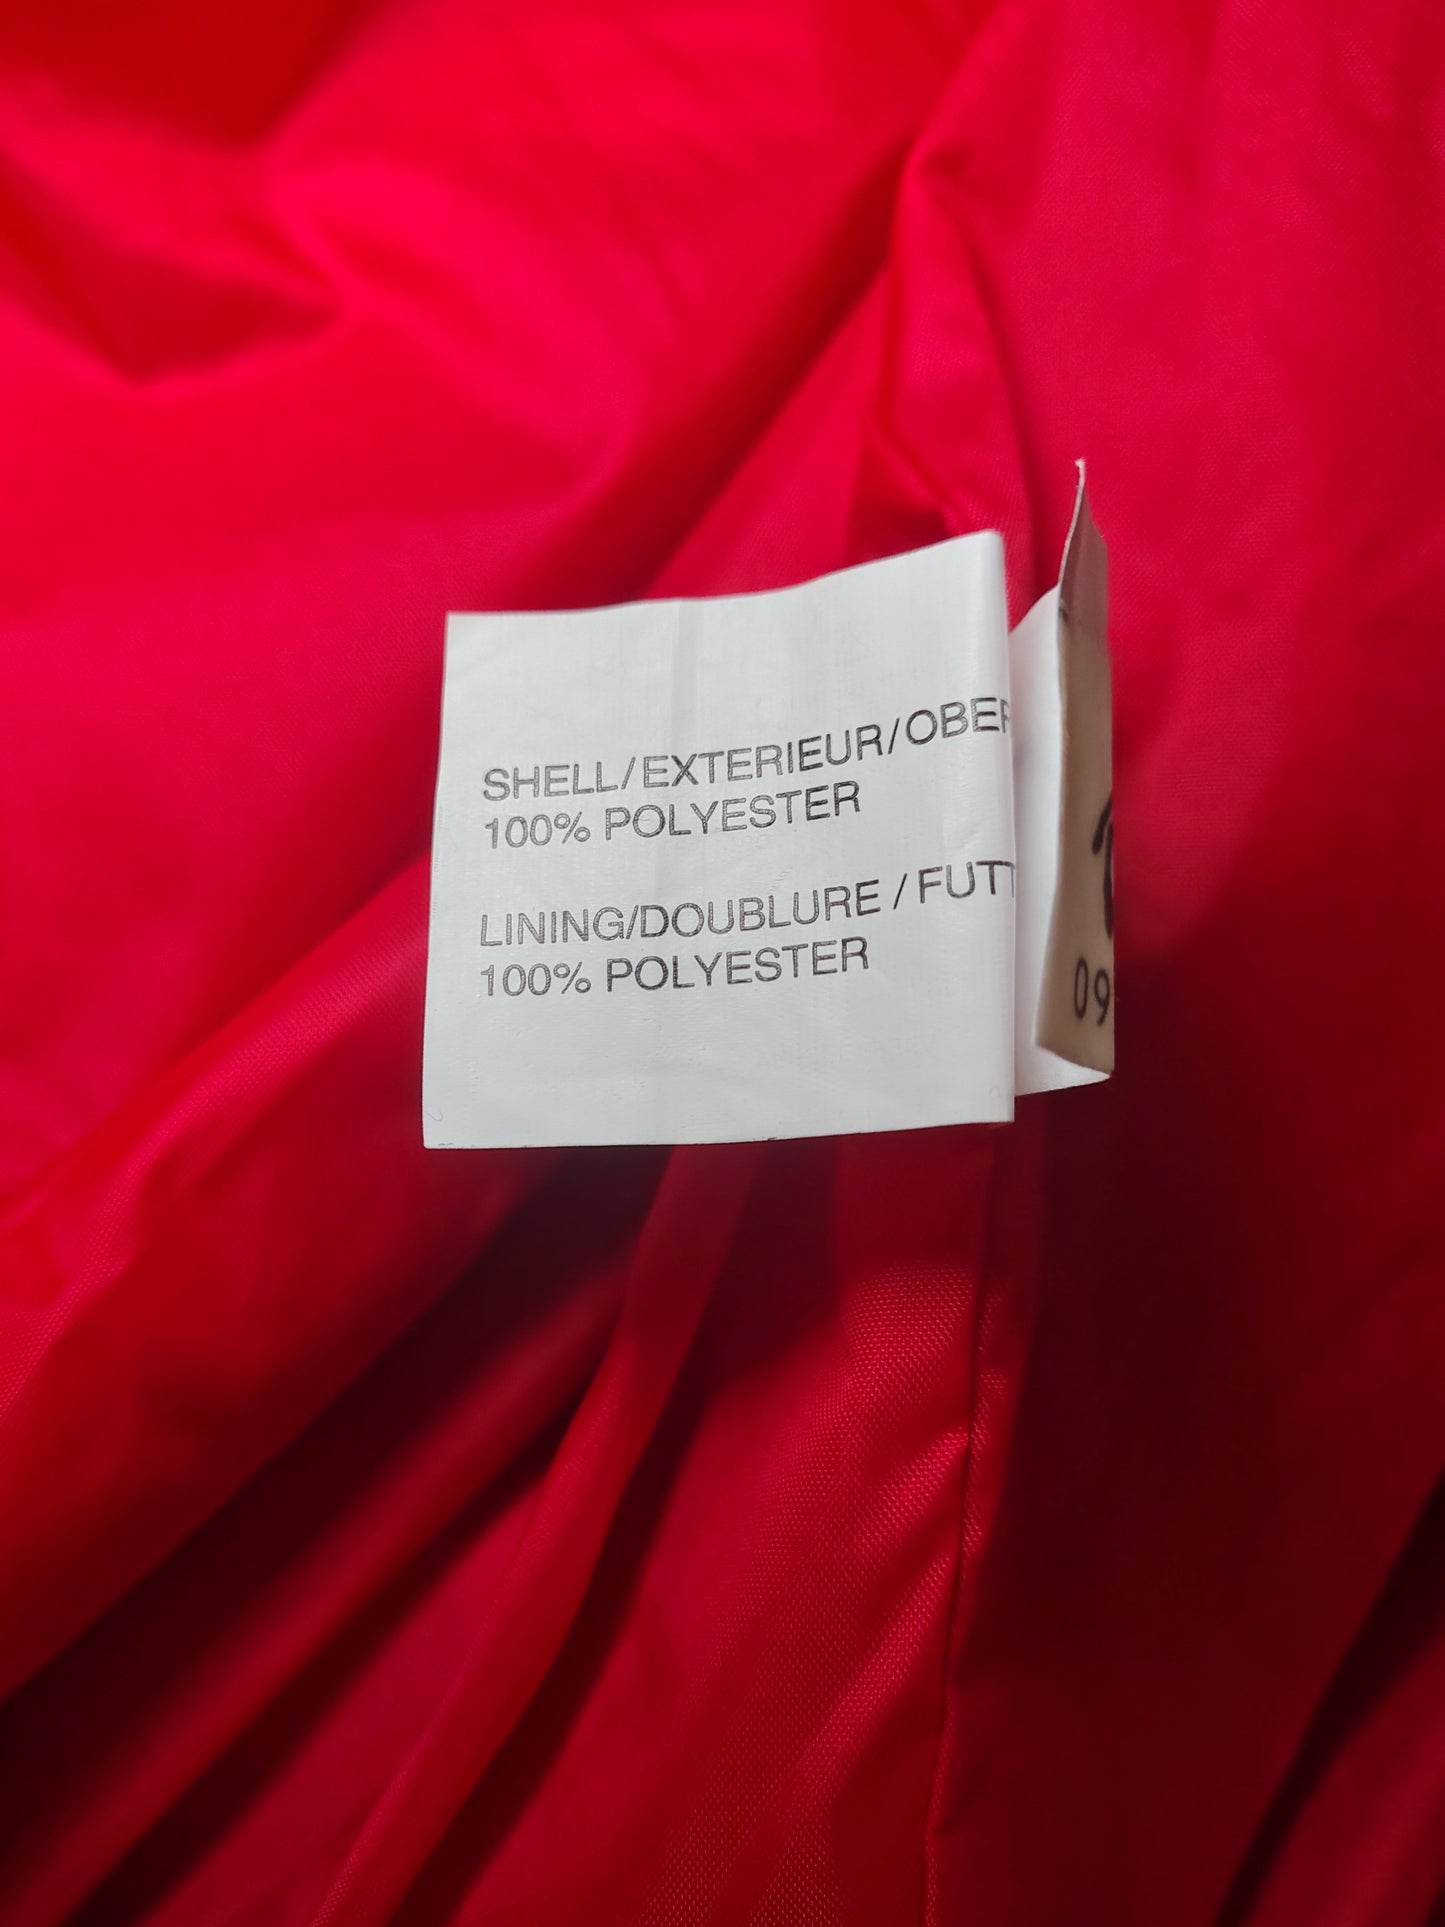 SHELL/EXTERIEUR/OBER
100% POLYESTER
LINING/DOUBLURE / FUTT
100% POLYESTER
09